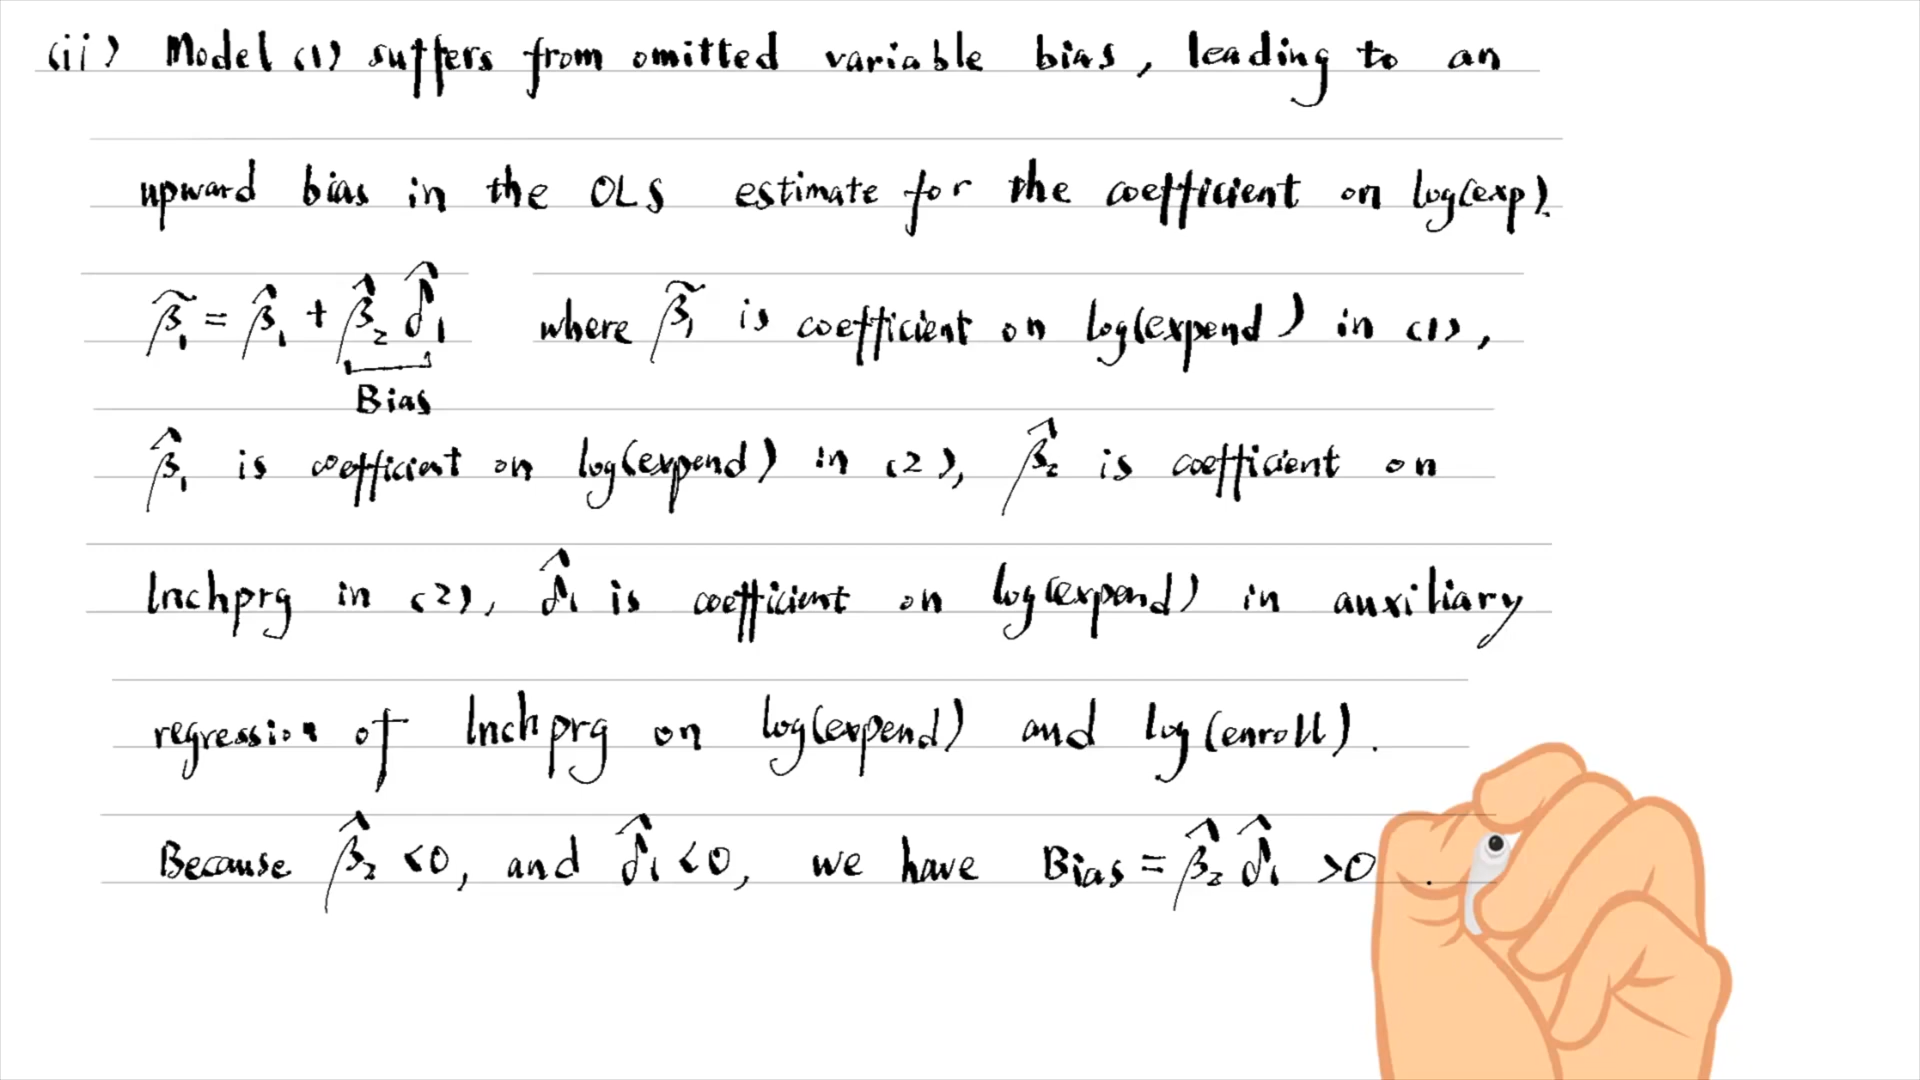 (ii) Model (1) suffers from omitted variable bias, leading to an
upward bias in the OLS estimate for the coefficient on log(exp).
β̃₁ = β̂₁ + β̂₂ δ̂₁ where β̃₁ is coefficient on log(expend) in (1),
Bias
β̂₁ is coefficient on log(expend) in (2), β̂₂ is coefficient on
lnchprg in (2), δ̂₁ is coefficient on log(expend) in auxiliary
regression of lnchprg on log(expend) and log(enroll).
Because β̂₂ <0, and δ̂₁ <0, we have Bias = β̂₂ δ̂₁ >0 .